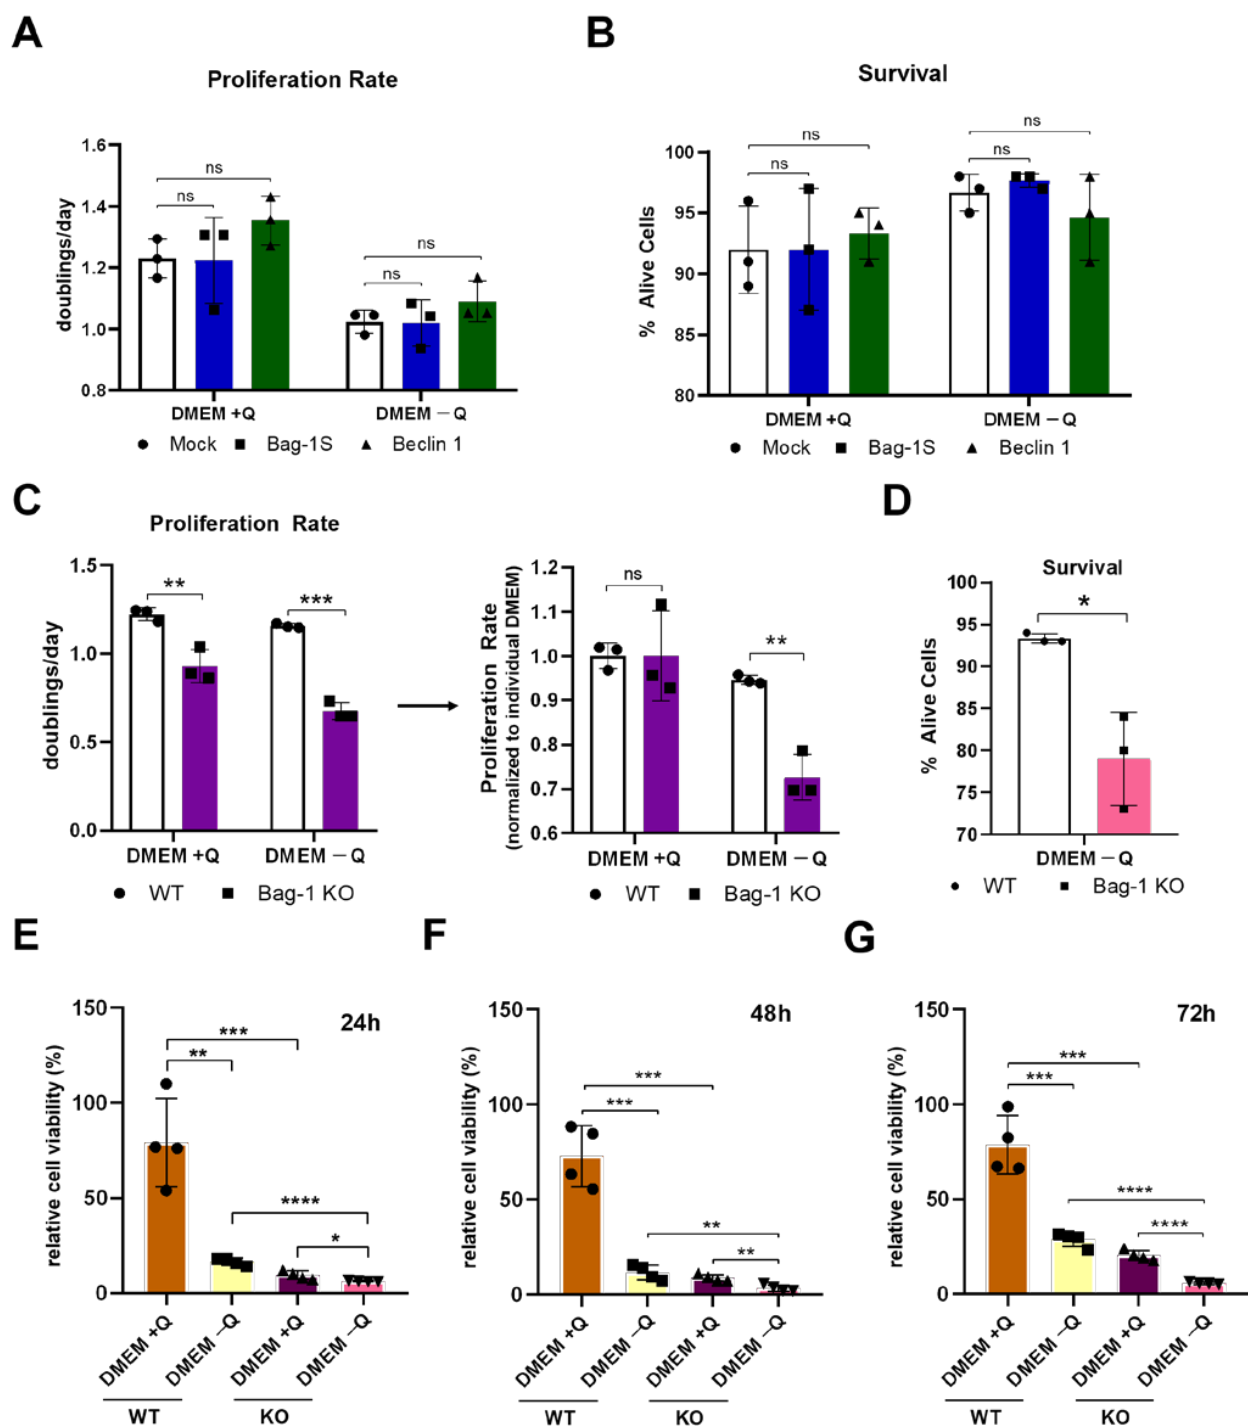 A
Proliferation Rate
doublings/day
1.6
1.4
1.2
1.0
0.8
ns
ns
ns
ns
DMEM +Q
DMEM – Q
Mock
Bag-1S
Beclin 1
B
Survival
% Alive Cells
100
95
90
85
80
ns
ns
ns
ns
DMEM +Q
DMEM – Q
Mock
Bag-1S
Beclin 1
C
Proliferation Rate
doublings/day
1.5
1.0
0.5
0.0
**
***
DMEM +Q
DMEM – Q
WT
Bag-1 KO
Proliferation Rate
(normalized to individual DMEM)
1.2
1.1
1.0
0.9
0.8
0.7
0.6
ns
**
DMEM +Q
DMEM – Q
WT
Bag-1 KO
D
Survival
% Alive Cells
100
95
90
85
80
75
70
*
DMEM – Q
WT
Bag-1 KO
E
24h
relative cell viability (%)
150
100
50
0
***
**
****
*
DMEM +Q
DMEM –Q
DMEM +Q
DMEM –Q
WT
KO
F
48h
relative cell viability (%)
150
100
50
0
***
***
**
**
DMEM +Q
DMEM –Q
DMEM +Q
DMEM –Q
WT
KO
G
72h
relative cell viability (%)
150
100
50
0
***
***
****
****
DMEM +Q
DMEM –Q
DMEM +Q
DMEM –Q
WT
KO